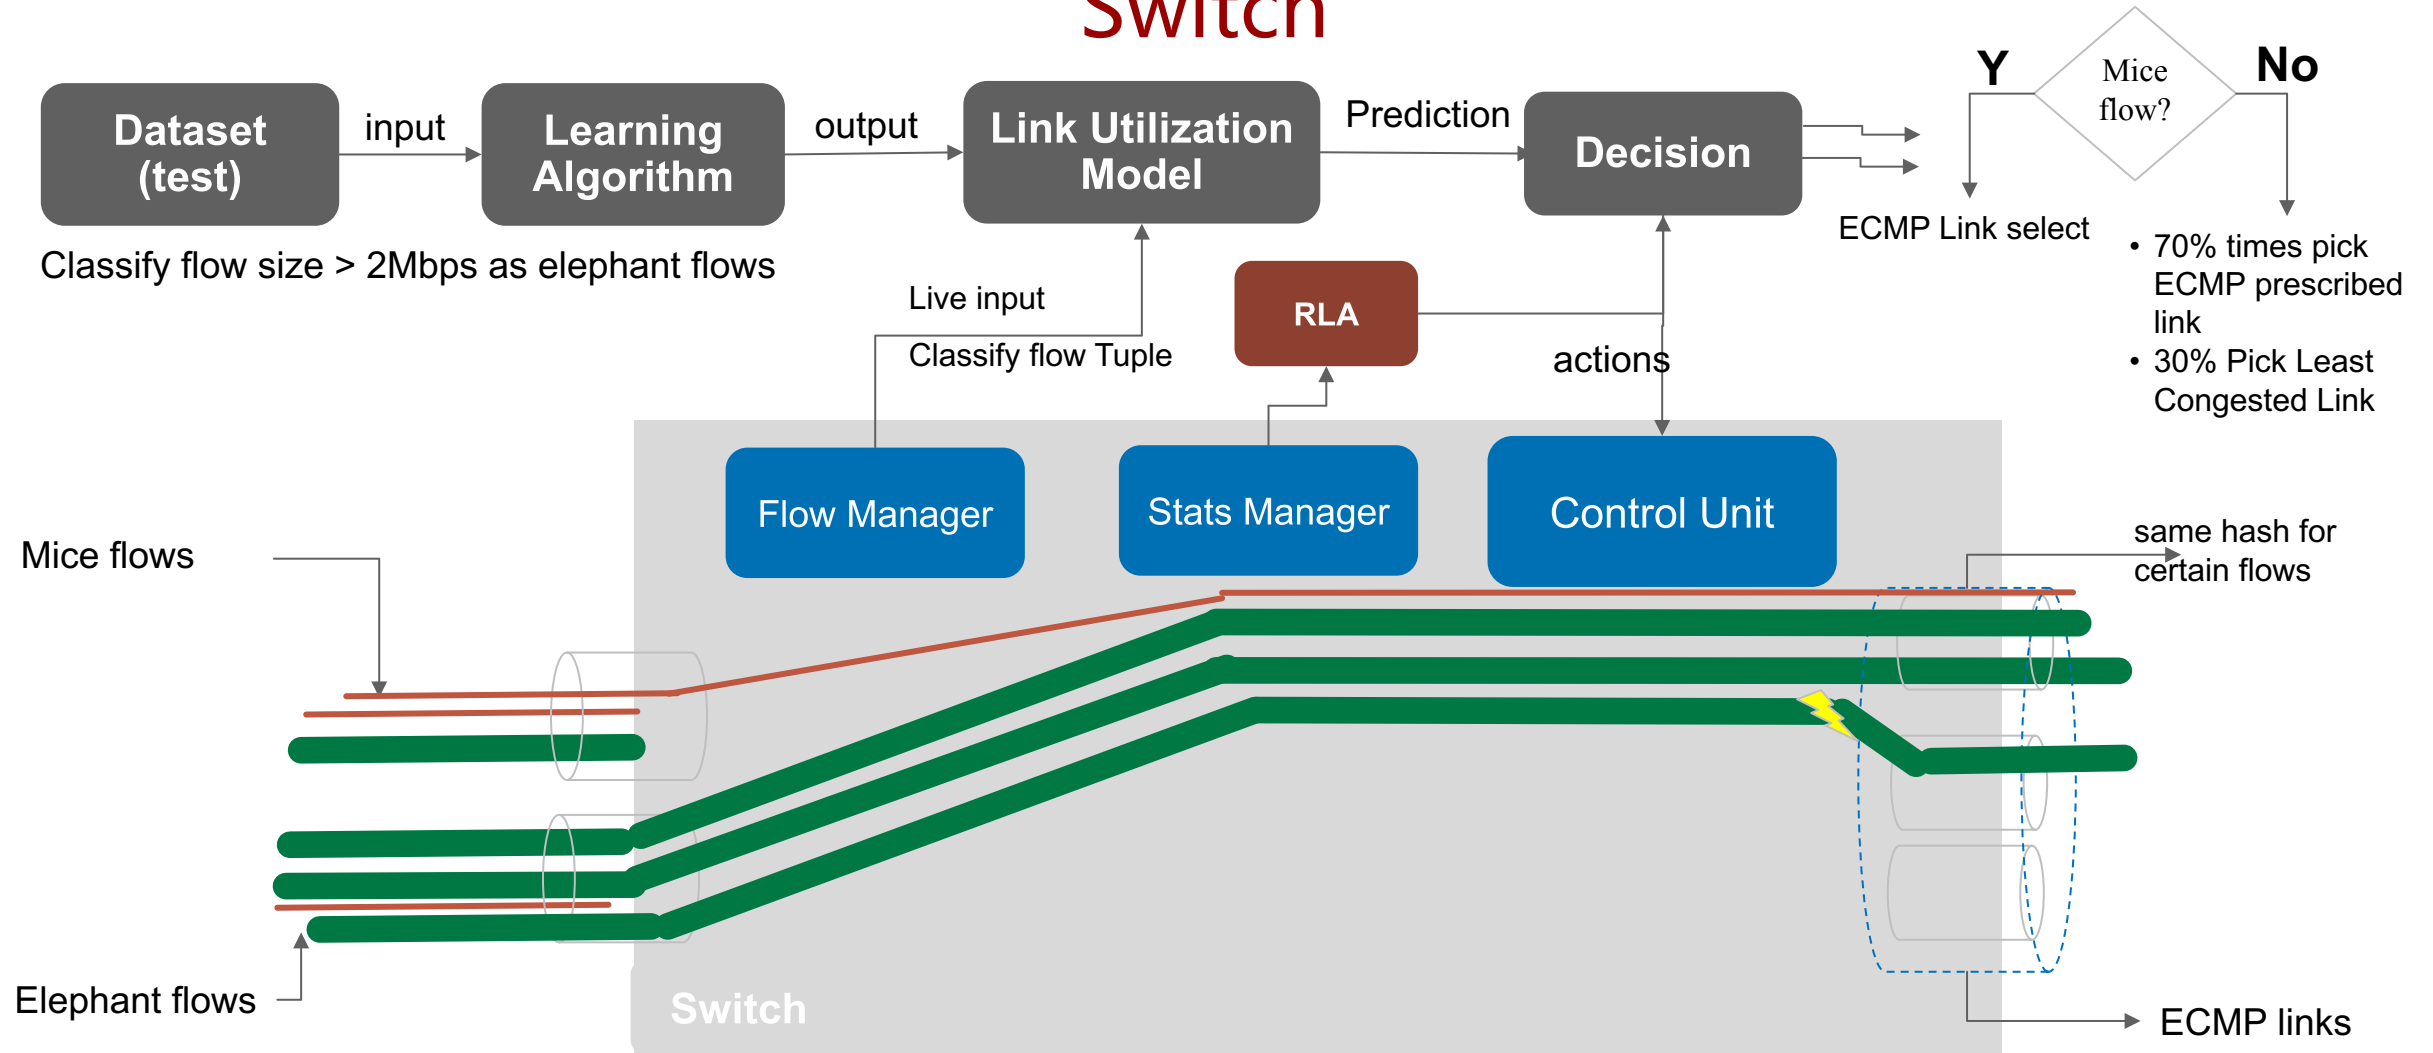 Switch
Dataset
(test)
input
Learning
Algorithm
output
Link Utilization
Model
Prediction
Decision
Y
Mice
flow?
No
ECMP Link select
• 70% times pick
ECMP prescribed
link
• 30% Pick Least
Congested Link
Classify flow size > 2Mbps as elephant flows
Live input
Classify flow Tuple
RLA
actions
Flow Manager
Stats Manager
Control Unit
Mice flows
same hash for
certain flows
Elephant flows
Switch
ECMP links